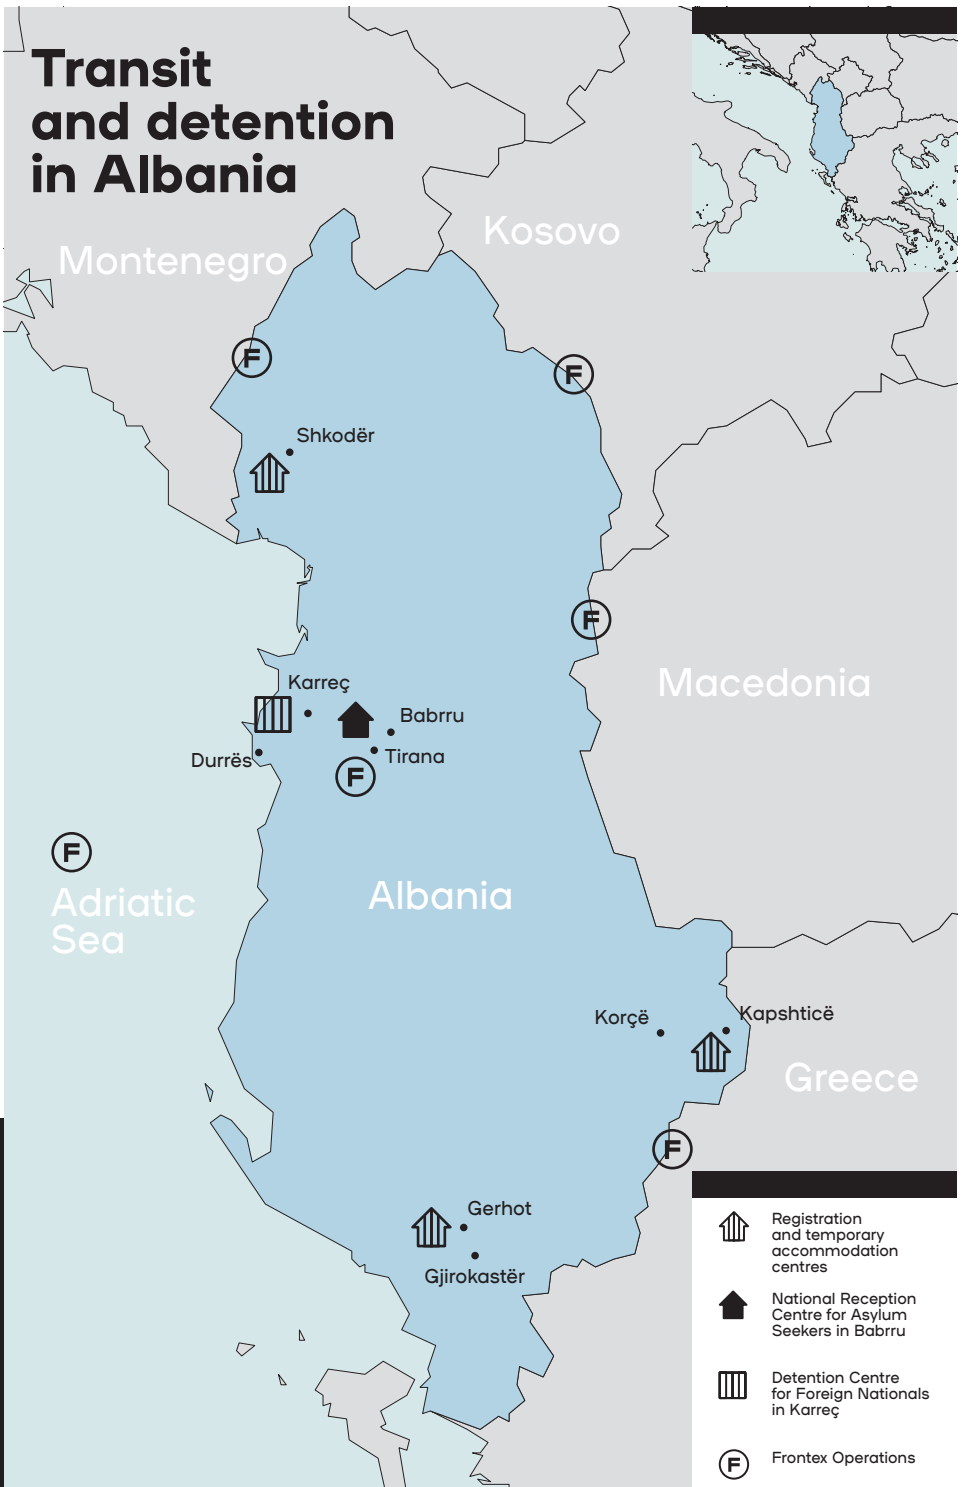 Transit
and detention
in Albania
Kosovo
Montenegro
F
F
Shkodër
F
Macedonia
Karreç
Babrru
Durrës
Tirana
F
F
Adriatic
Sea
Albania
Korçë
Kapshticë
Greece
F
Gerhot
Gjirokastër
Registration
and temporary
accommodation
centres
National Reception
Centre for Asylum
Seekers in Babrru
Detention Centre
for Foreign Nationals
in Karreç
F
Frontex Operations